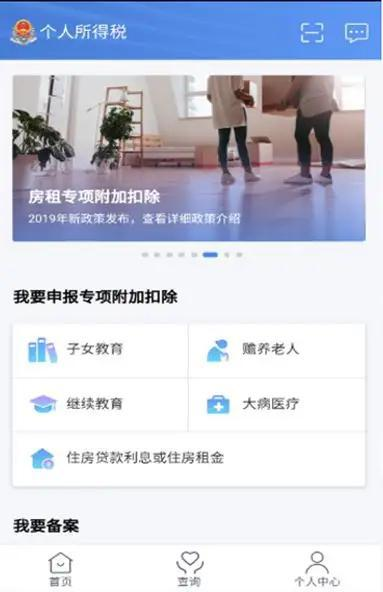 个人所得税
房租专项附加扣除
2019年新政策发布，查看详细政策介绍
我要申报专项附加扣除
子女教育
赡养老人
继续教育
大病医疗
住房贷款利息或住房租金
我要备案
首页
查询
个人中心